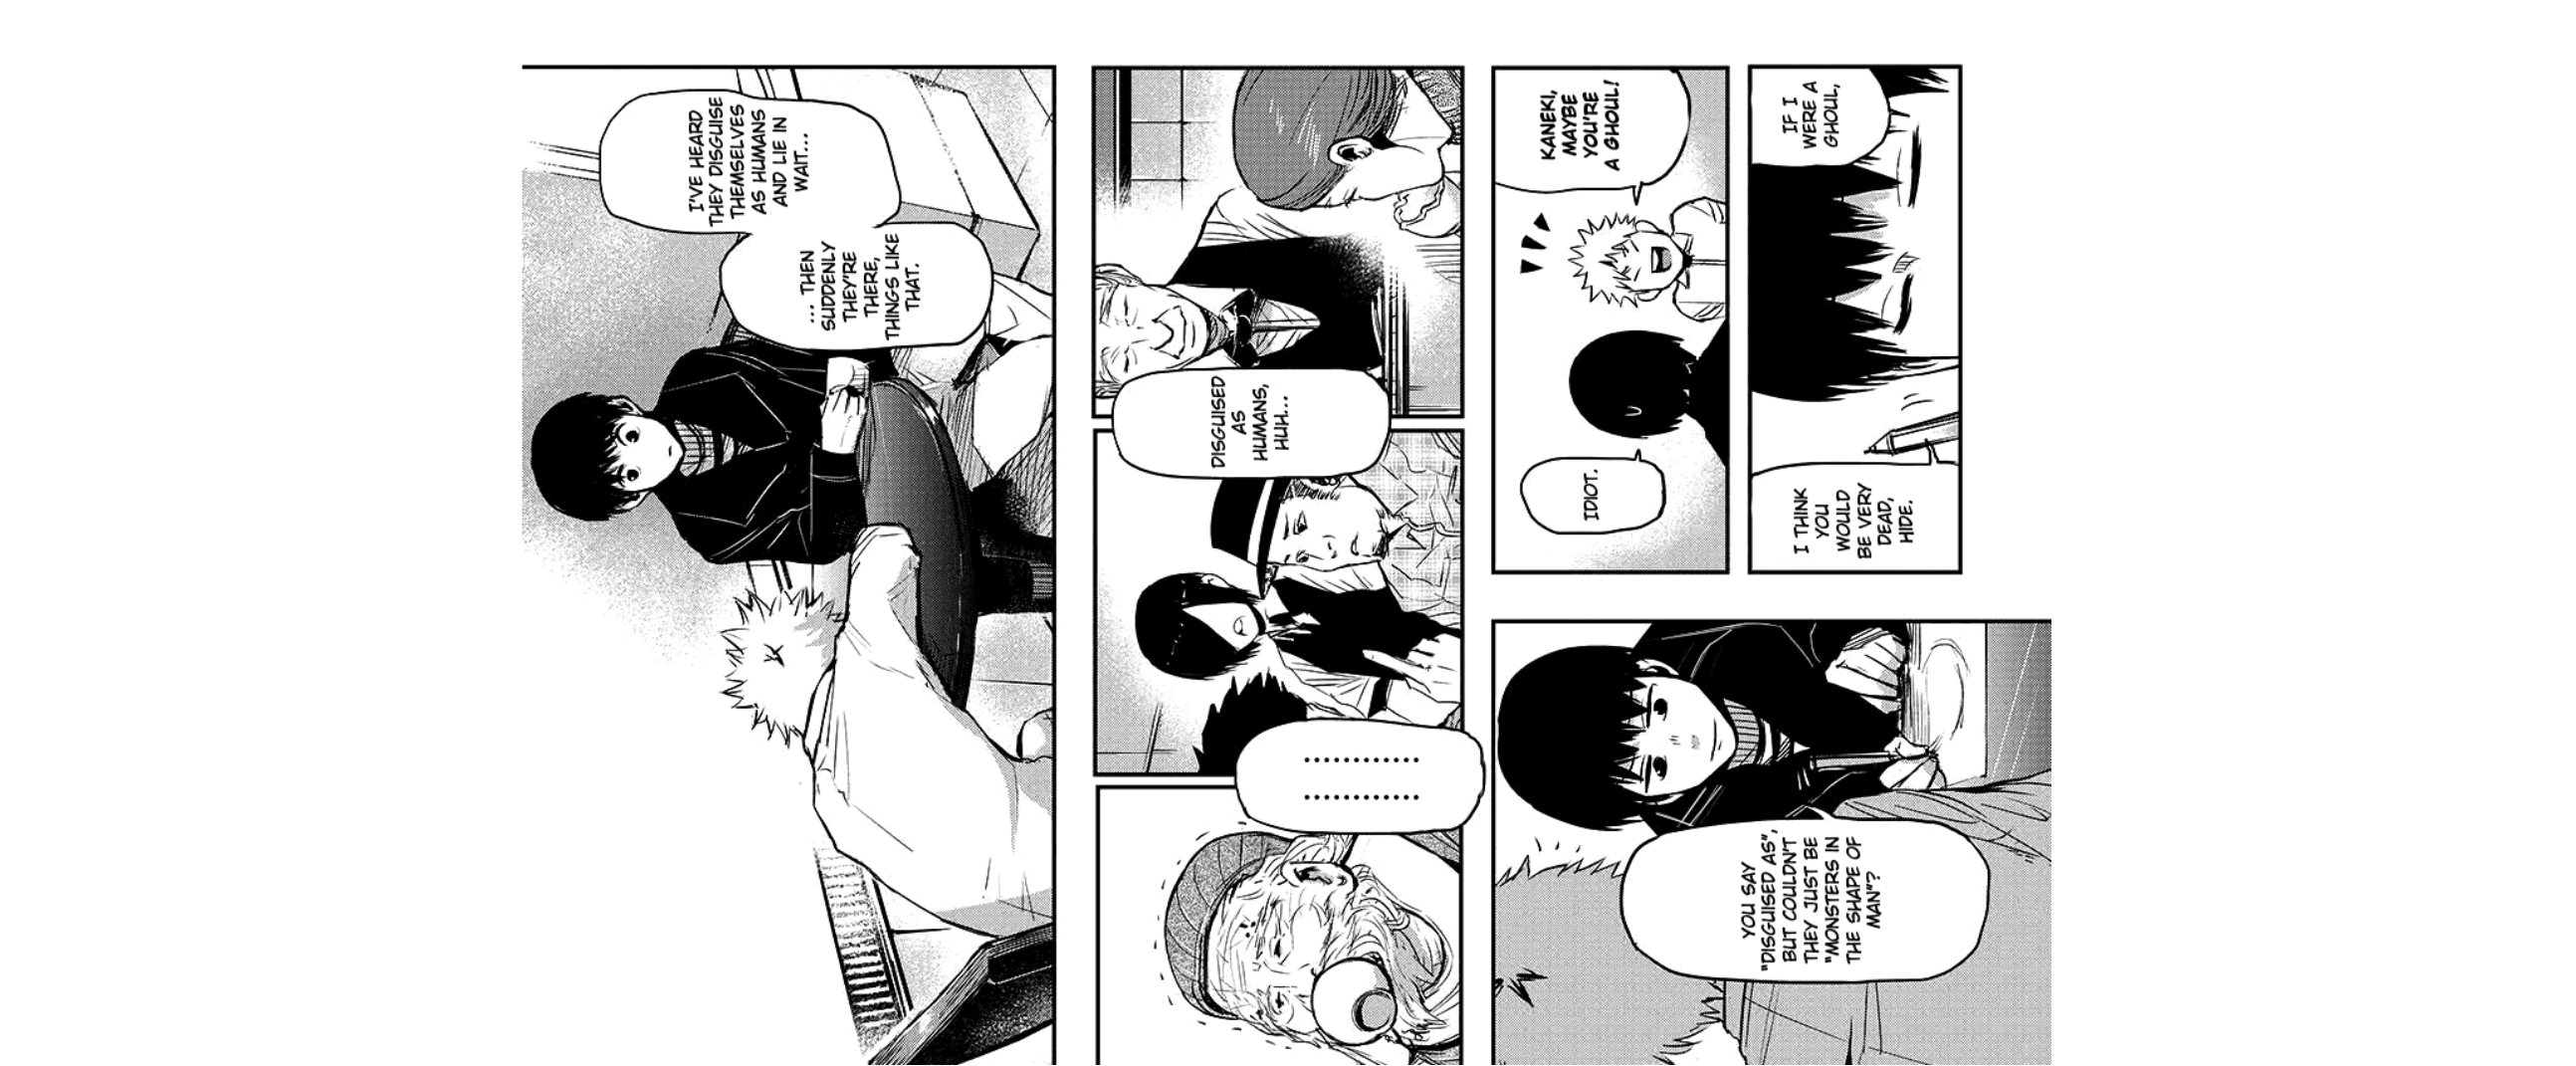 I'VE HEARD
THEY DISGUISE
THEMSELVES
AS HUMANS
AND LIE IN
WAIT...
... THEN
SUDDENLY
THEY'RE
THERE,
THINGS LIKE
THAT.
DISGUISED
AS
HUMANS,
HUH...
............
............
KANEKI,
MAYBE
YOU'RE
A GHOUL!
IDIOT.
IF I
WERE A
GHOUL,
I THINK
YOU
WOULD
BE VERY
DEAD,
HIDE.
YOU SAY
"DISGUISED AS",
BUT COULDN'T
THEY JUST BE
"MONSTERS IN
THE SHAPE OF
MAN"?